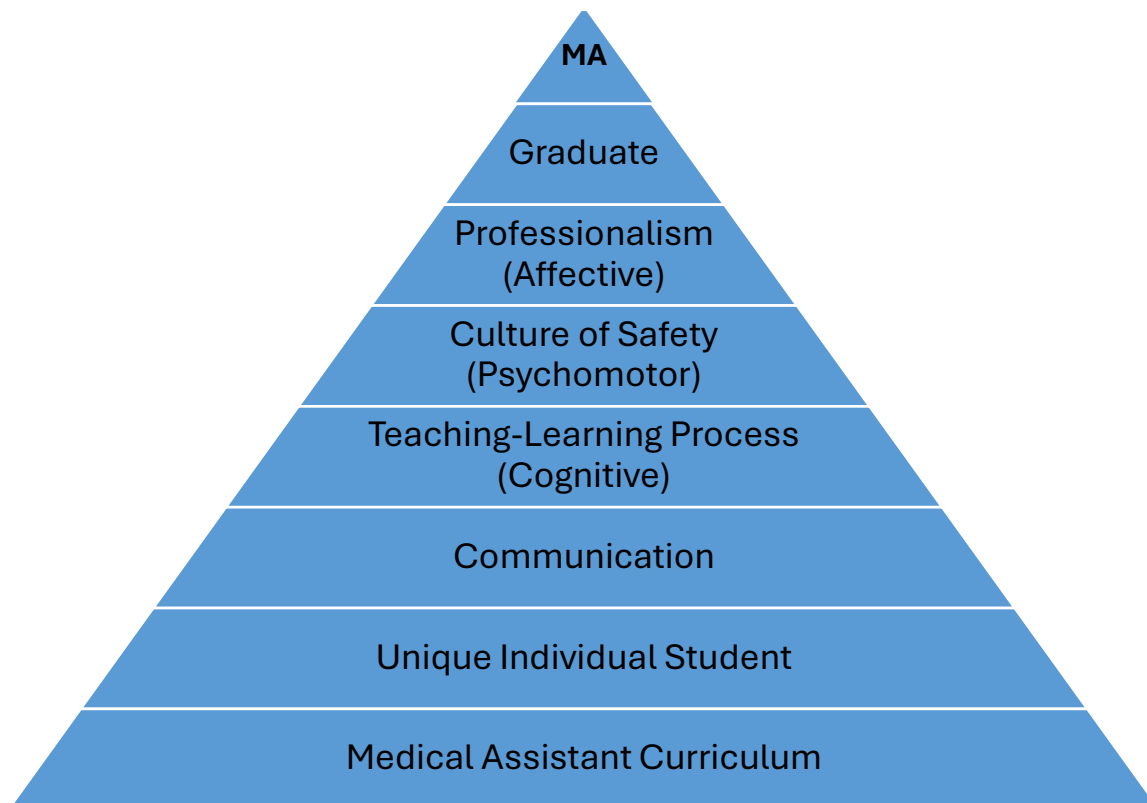 MA
Graduate
Professionalism
(Affective)
Culture of Safety
(Psychomotor)
Teaching-Learning Process
(Cognitive)
Communication
Unique Individual Student
Medical Assistant Curriculum